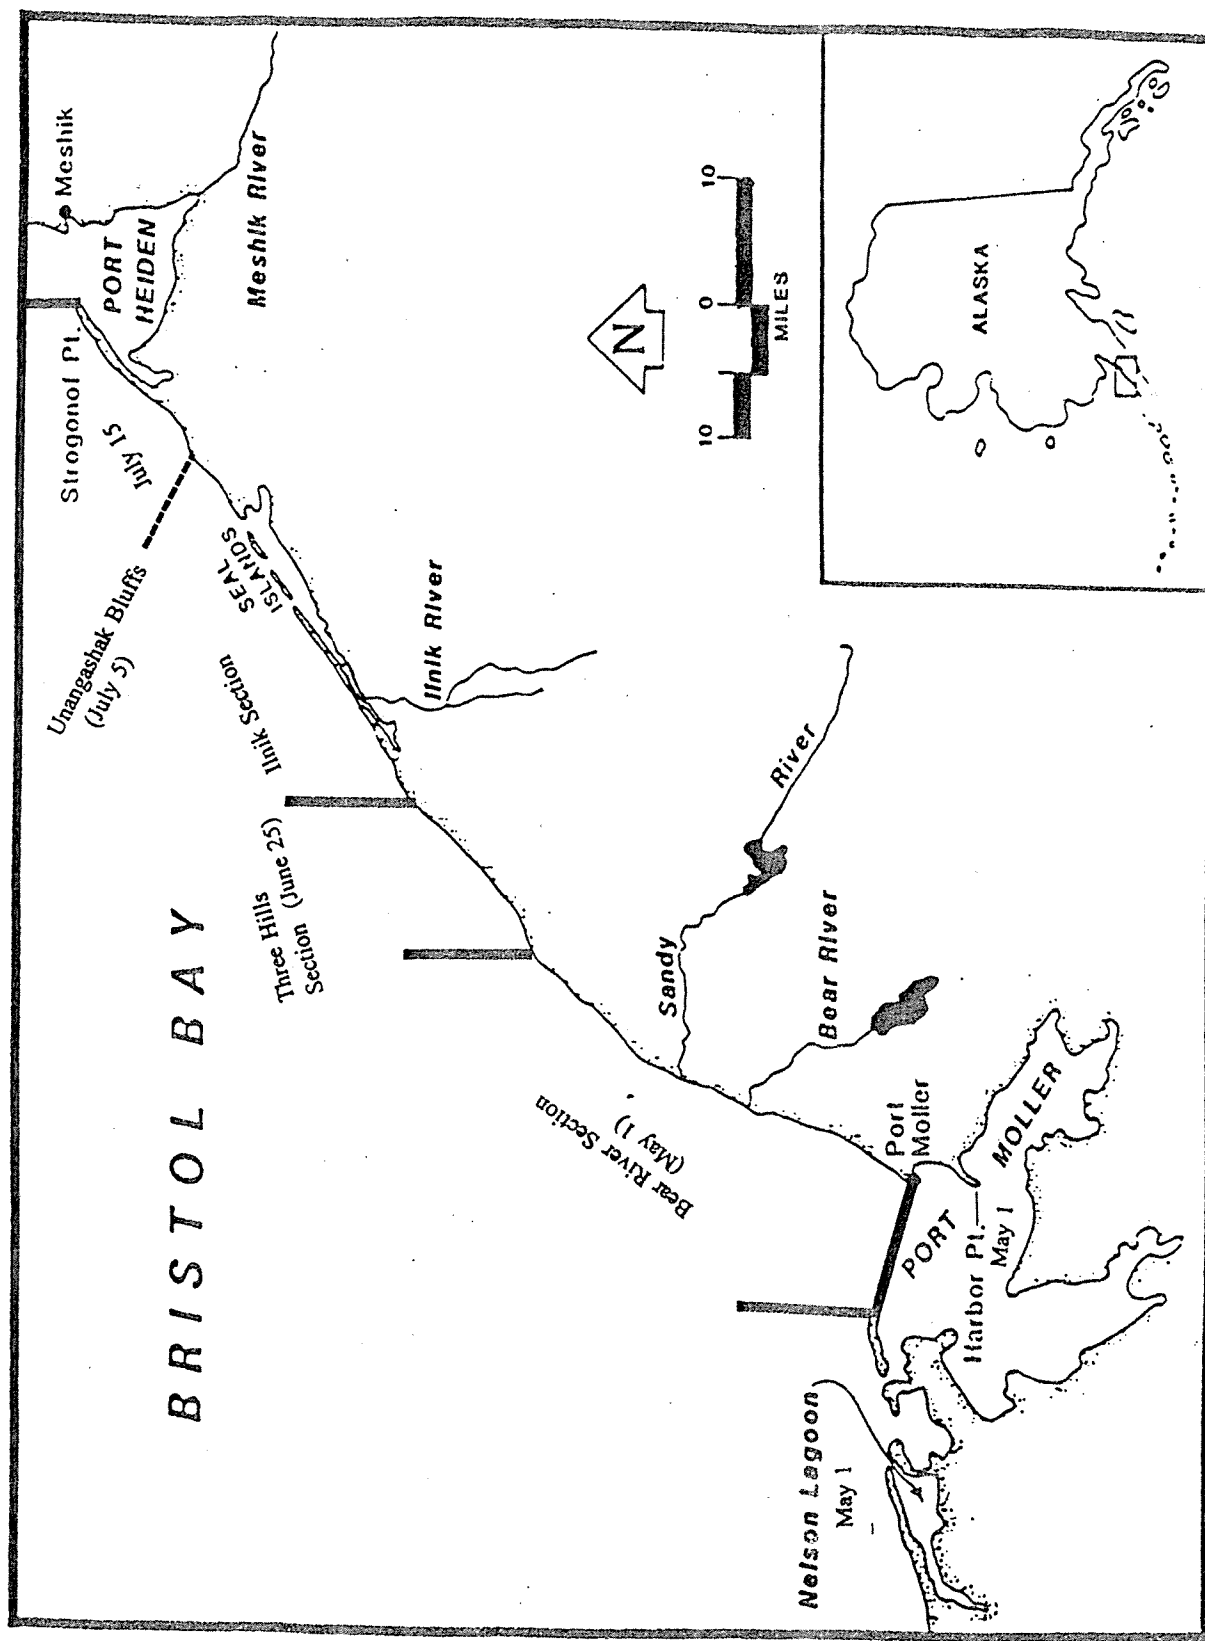 BRISTOL BAY
Meshik
PORT
HEIDEN
Meshik River
Strogonof Pt.
July 15
Unangashak Bluffs
(July 5)
SEAL
ISLANDS
Ilnik Section
Ilnik River
Three Hills
Section (June 25)
Sandy
River
Bear River
Bear River Section
(May 1)
Port
Moller
PORT
MOLLER
Harbor Pt.
May 1
Nelson Lagoon
May 1
N
10
0
10
MILES
ALASKA